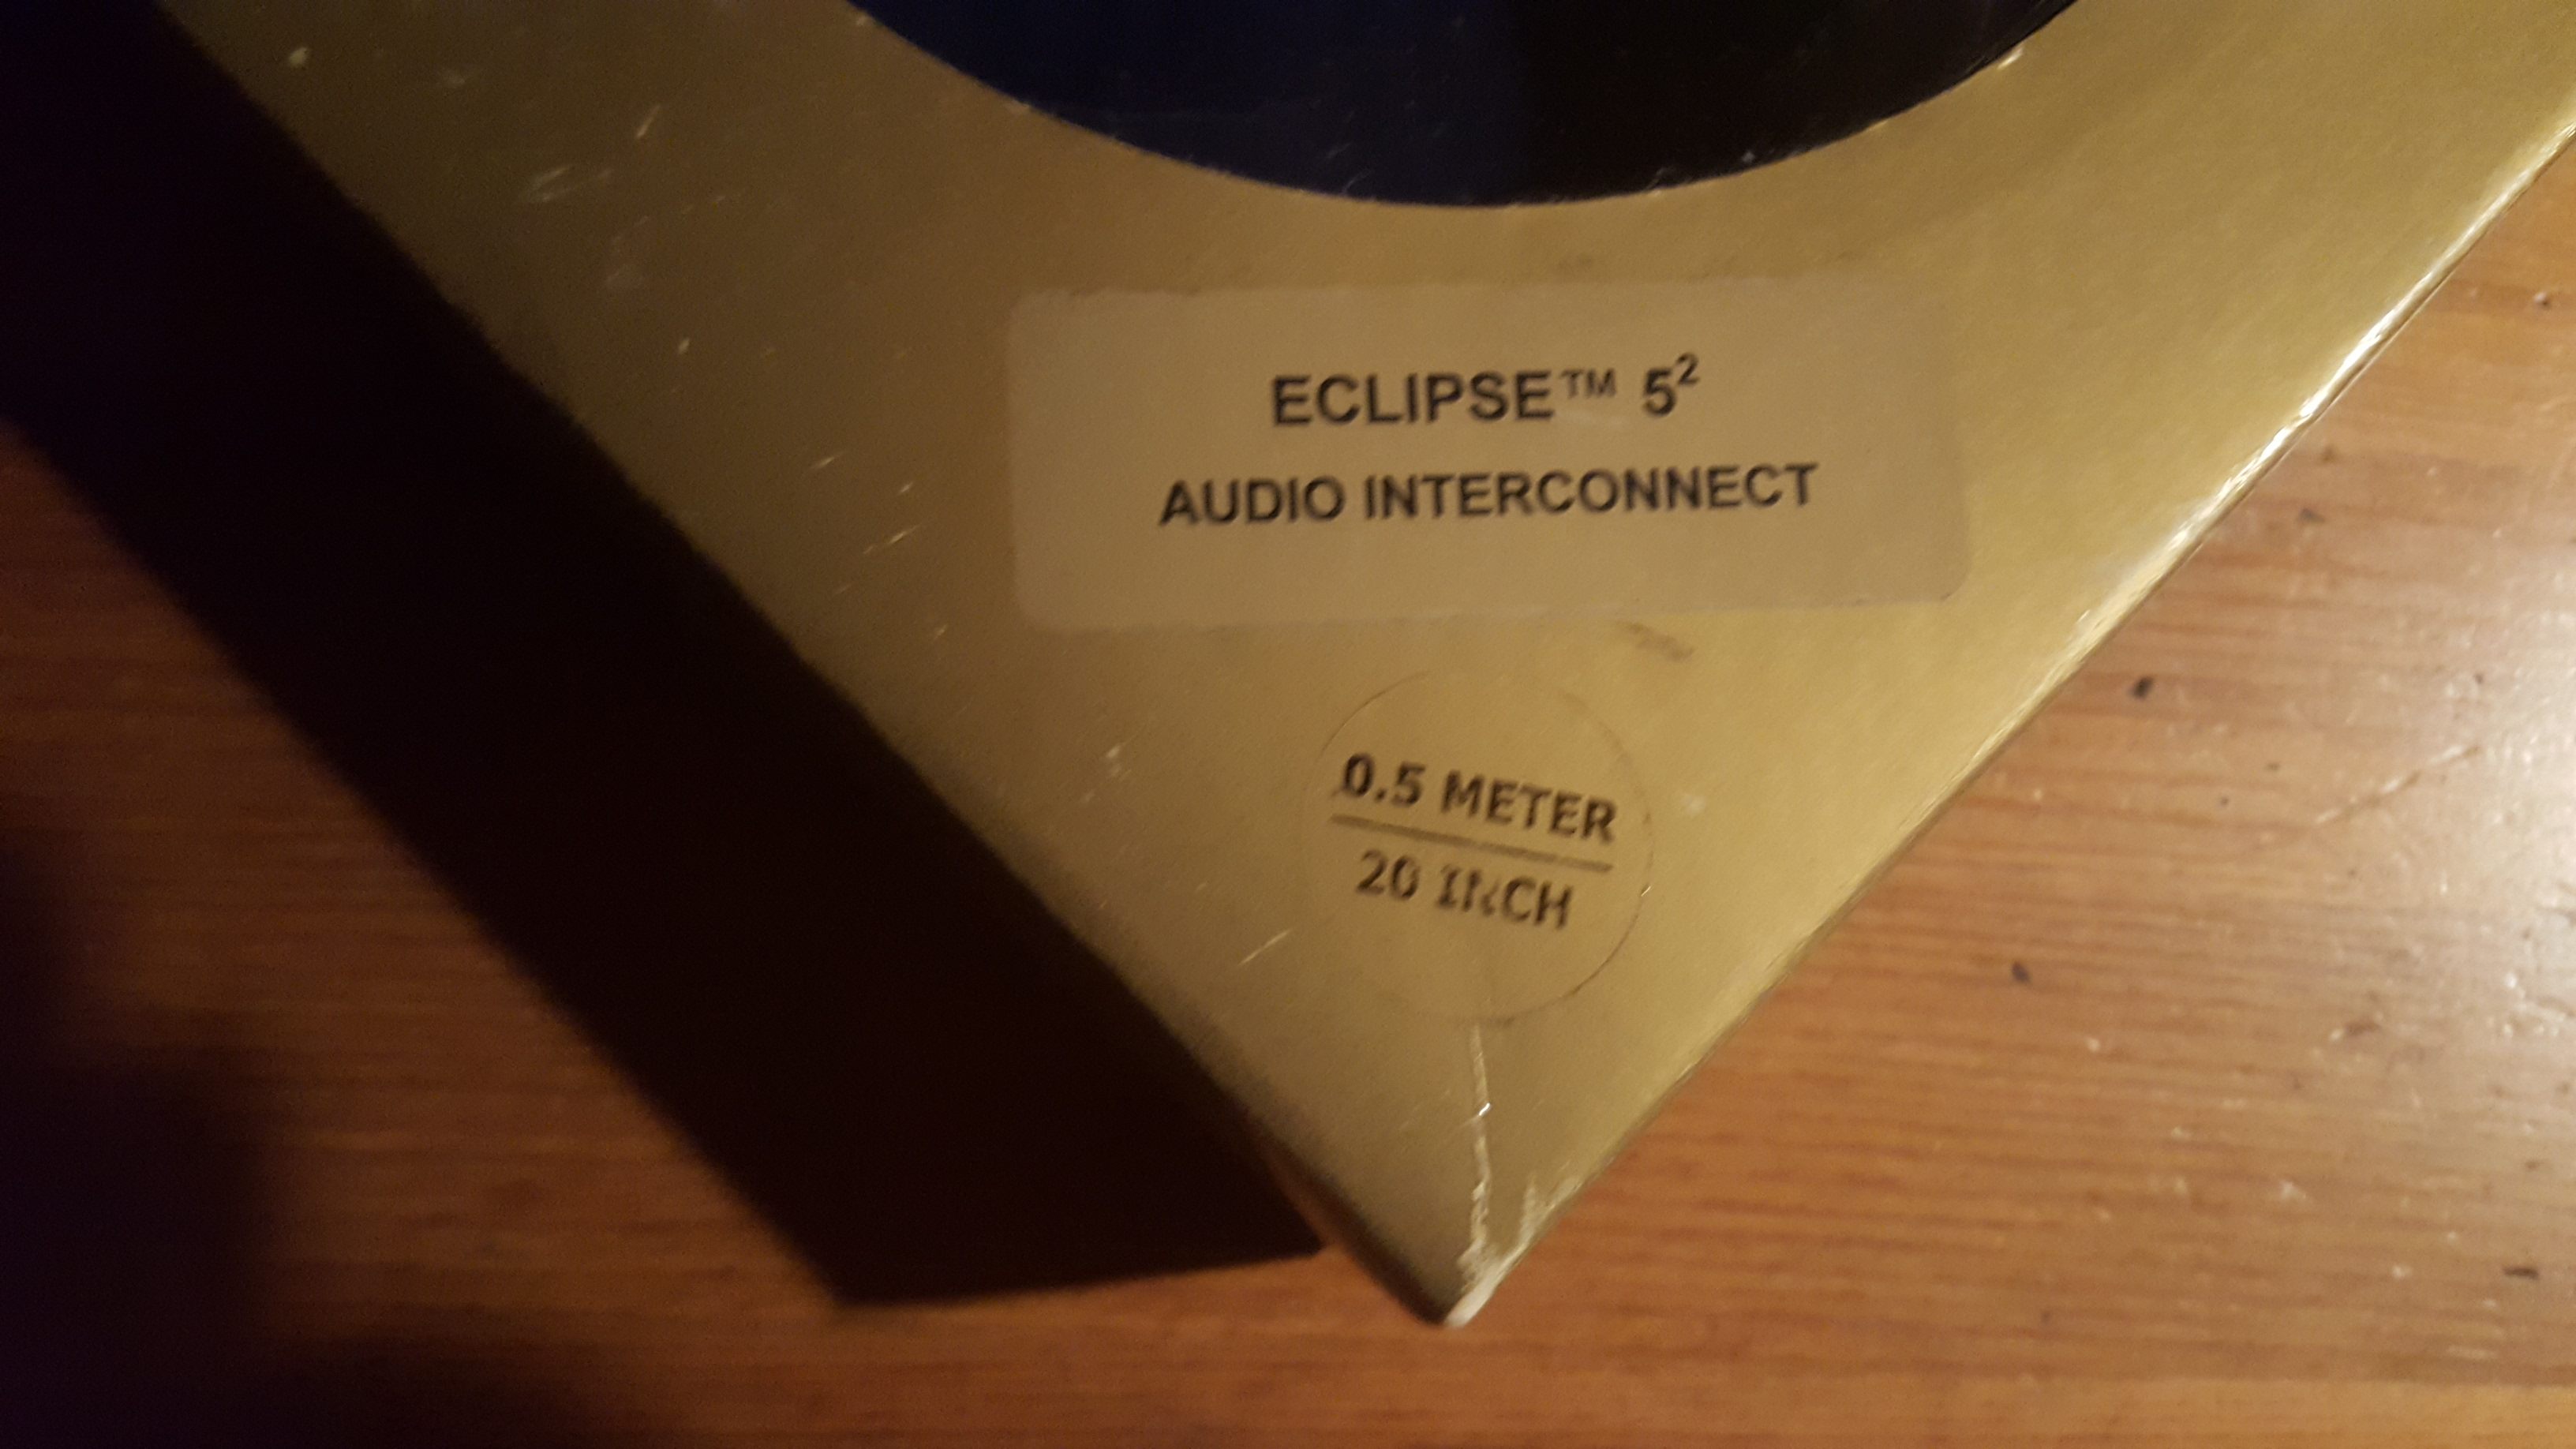 ECLIPSE™ 5²
AUDIO INTERCONNECT
0.5 METER
20 INCH